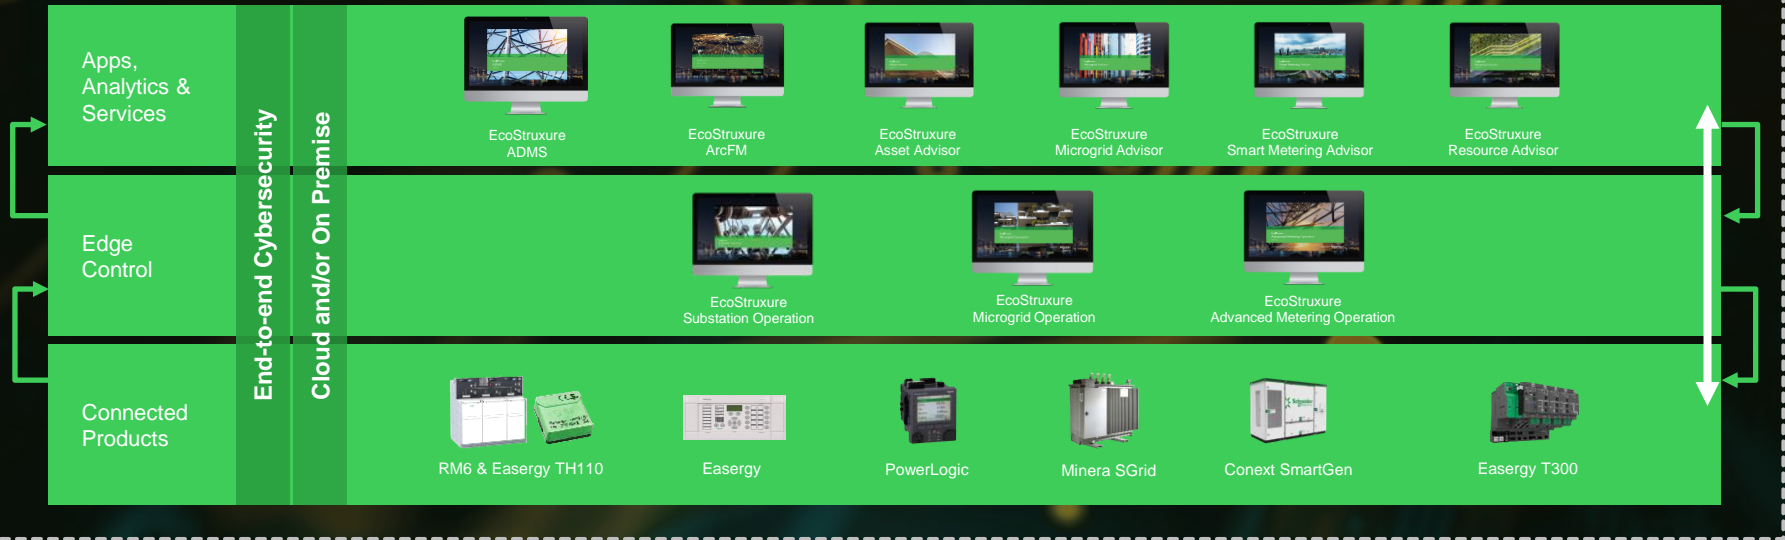 Apps,
Analytics &
Services
End-to-end Cybersecurity
Cloud and/or On Premise
EcoStruxure
ADMS
EcoStruxure
ArcFM
EcoStruxure
Asset Advisor
EcoStruxure
Microgrid Advisor
EcoStruxure
Smart Metering Advisor
EcoStruxure
Resource Advisor
Edge
Control
EcoStruxure
Substation Operation
EcoStruxure
Microgrid Operation
EcoStruxure
Advanced Metering Operation
Connected
Products
Schneider
RM6 & Easergy TH110
Easergy
PowerLogic
Minera SGrid
Conext SmartGen
Easergy T300